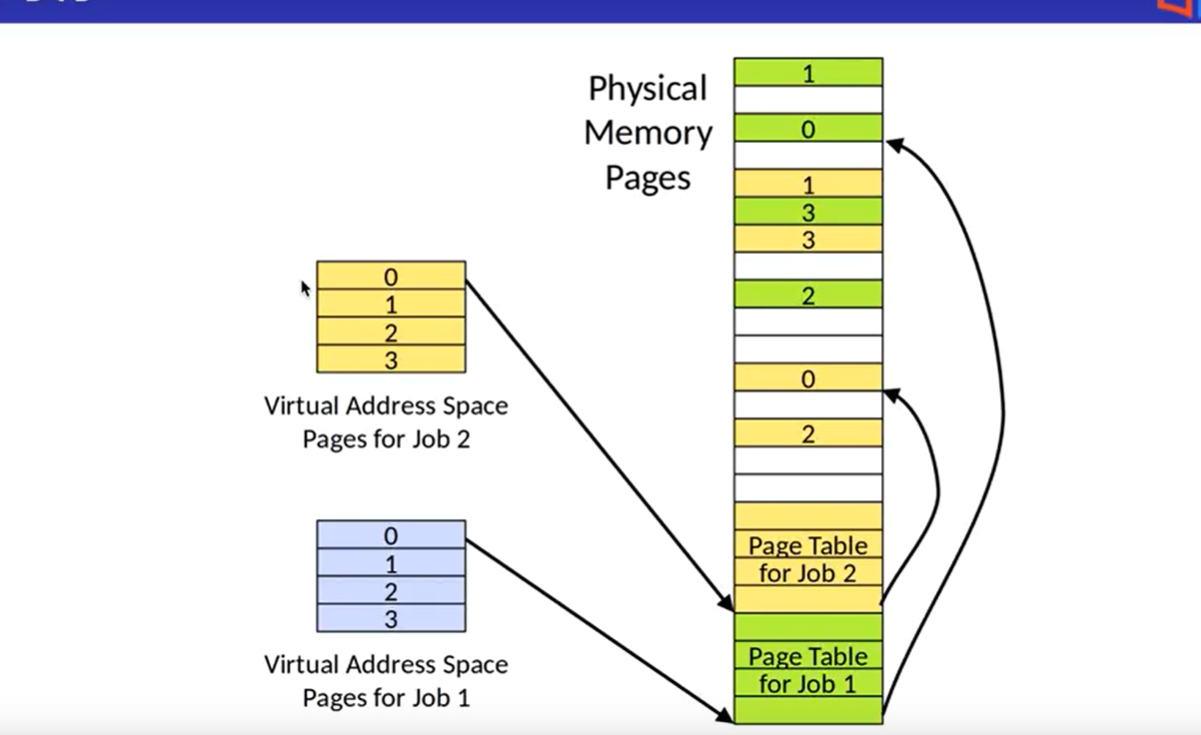 Physical
Memory
Pages
1
0
1
3
3
2
0
2
Page Table
for Job 2
Page Table
for Job 1
0
1
2
3
Virtual Address Space
Pages for Job 2
0
1
2
3
Virtual Address Space
Pages for Job 1